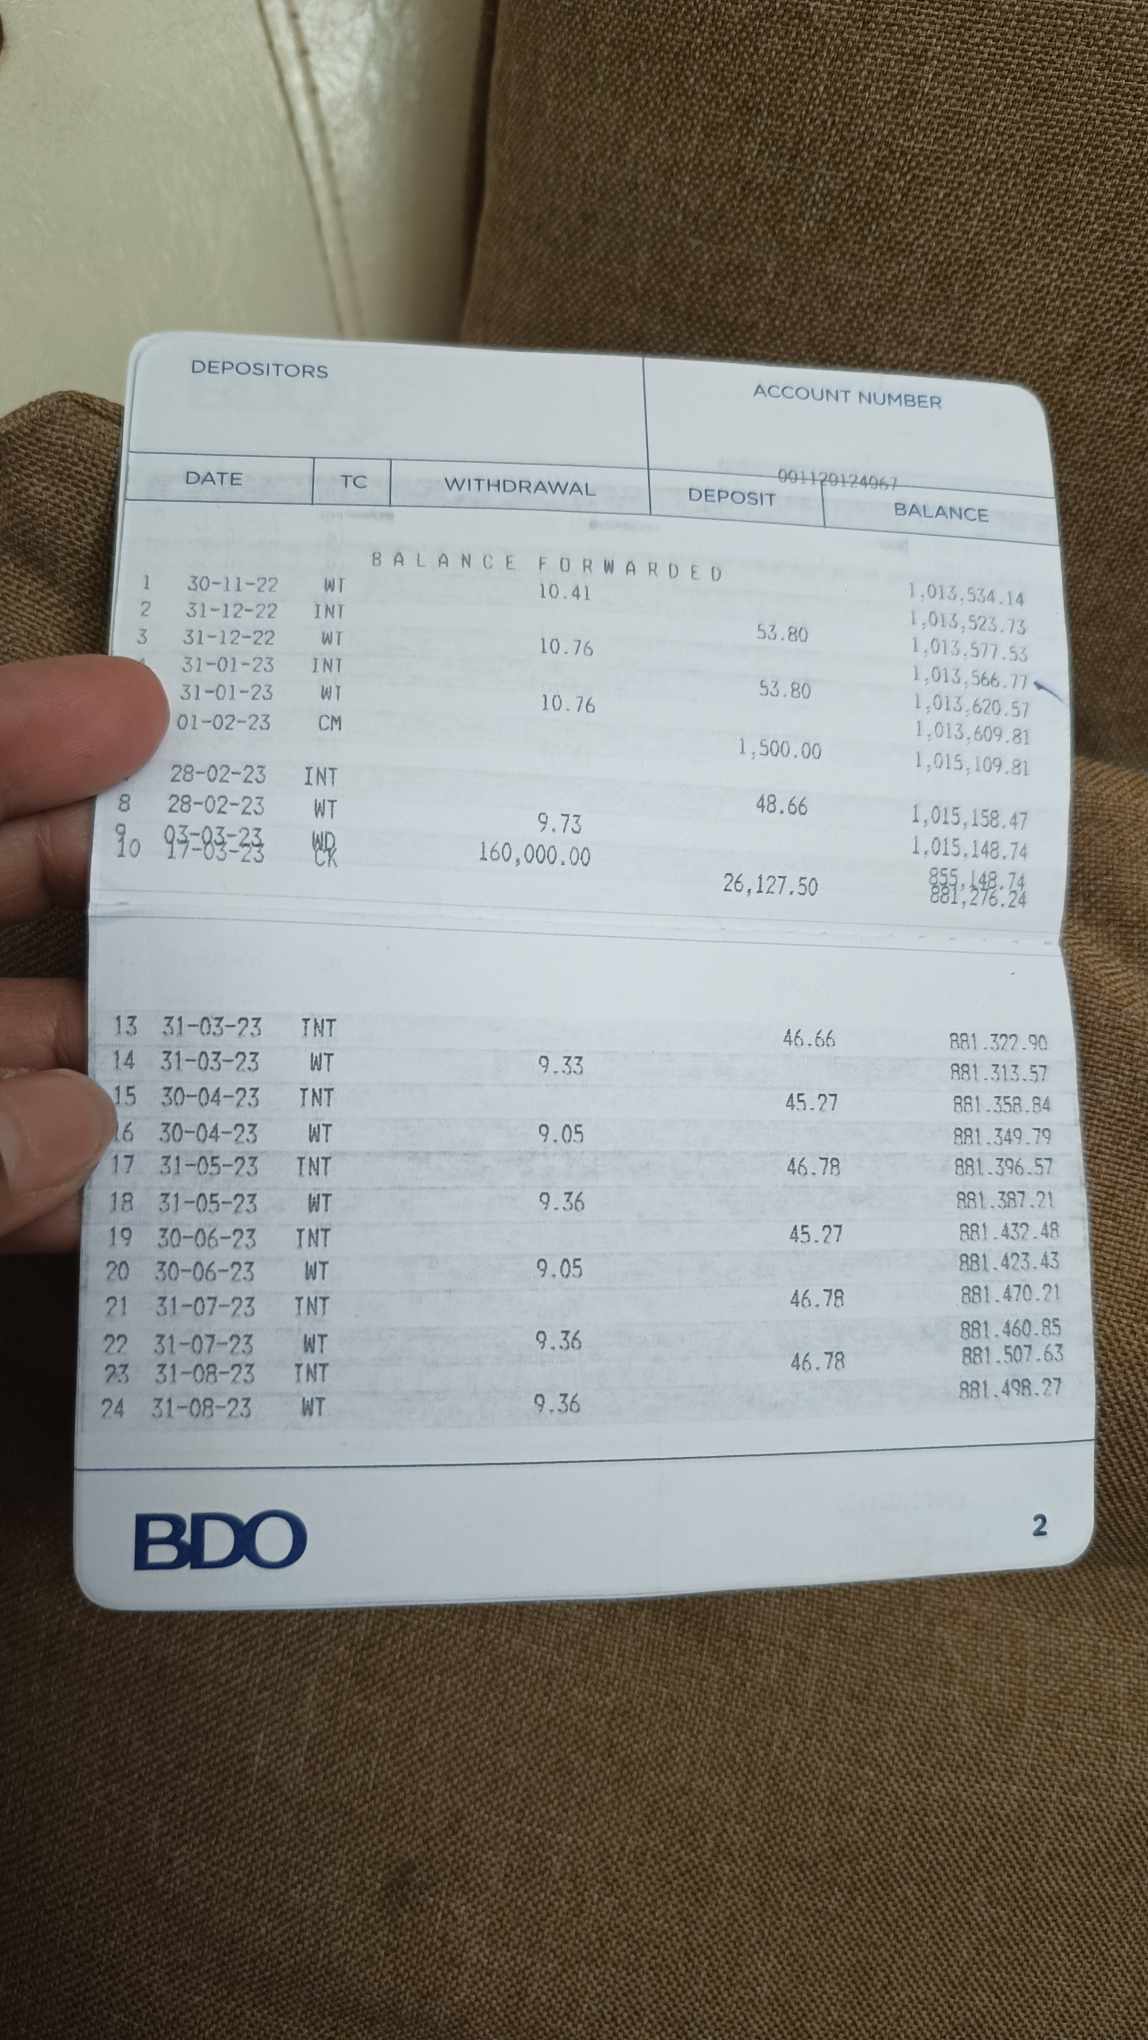 DEPOSITORS ACCOUNT NUMBER
001120124067
DATE TC WITHDRAWAL DEPOSIT BALANCE
BALANCE FORWARDED 1,013,534.14
1 30-11-22 WT 10.41 1,013,523.73
2 31-12-22 INT 53.80 1,013,577.53
3 31-12-22 WT 10.76 1,013,566.77
31-01-23 INT 53.80 1,013,620.57
31-01-23 WT 10.76 1,013,609.81
01-02-23 CM 1,500.00 1,015,109.81
28-02-23 INT 48.66 1,015,158.47
8 28-02-23 WT 9.73 1,015,148.74
9 03-03-23 WD 160,000.00 855,148.74
10 17-03-23 CK 26,127.50 881,276.24
13 31-03-23 INT 46.66 881.322.90
14 31-03-23 WT 9.33 881.313.57
15 30-04-23 INT 45.27 881.358.84
16 30-04-23 WT 9.05 881.349.79
17 31-05-23 INT 46.78 881.396.57
18 31-05-23 WT 9.36 881.387.21
19 30-06-23 INT 45.27 881.432.48
20 30-06-23 WT 9.05 881.423.43
21 31-07-23 INT 46.78 881.470.21
22 31-07-23 WT 9.36 881.460.85
23 31-08-23 INT 46.78 881.507.63
24 31-08-23 WT 9.36 881.498.27
BDO 2